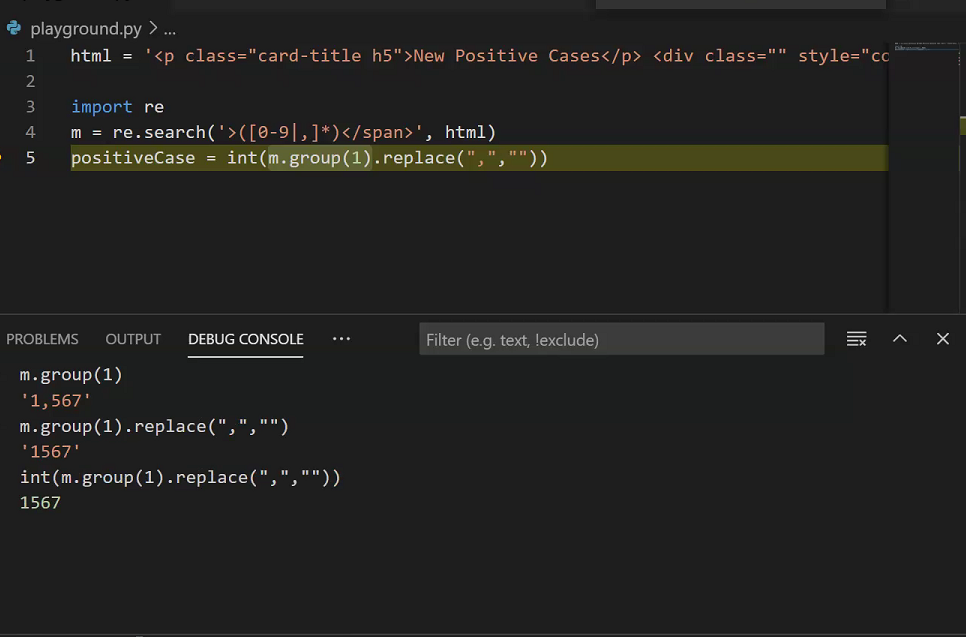 playground.py > ...
1 html = '<p class="card-title h5">New Positive Cases</p> <div class="" style="co
2
3 import re
4 m = re.search('>([0-9|,]*)</span>', html)
5 positiveCase = int(m.group(1).replace(",",""))
PROBLEMS OUTPUT DEBUG CONSOLE ... Filter (e.g. text, !exclude)
m.group(1)
'1,567'
m.group(1).replace(",","")
'1567'
int(m.group(1).replace(",",""))
1567